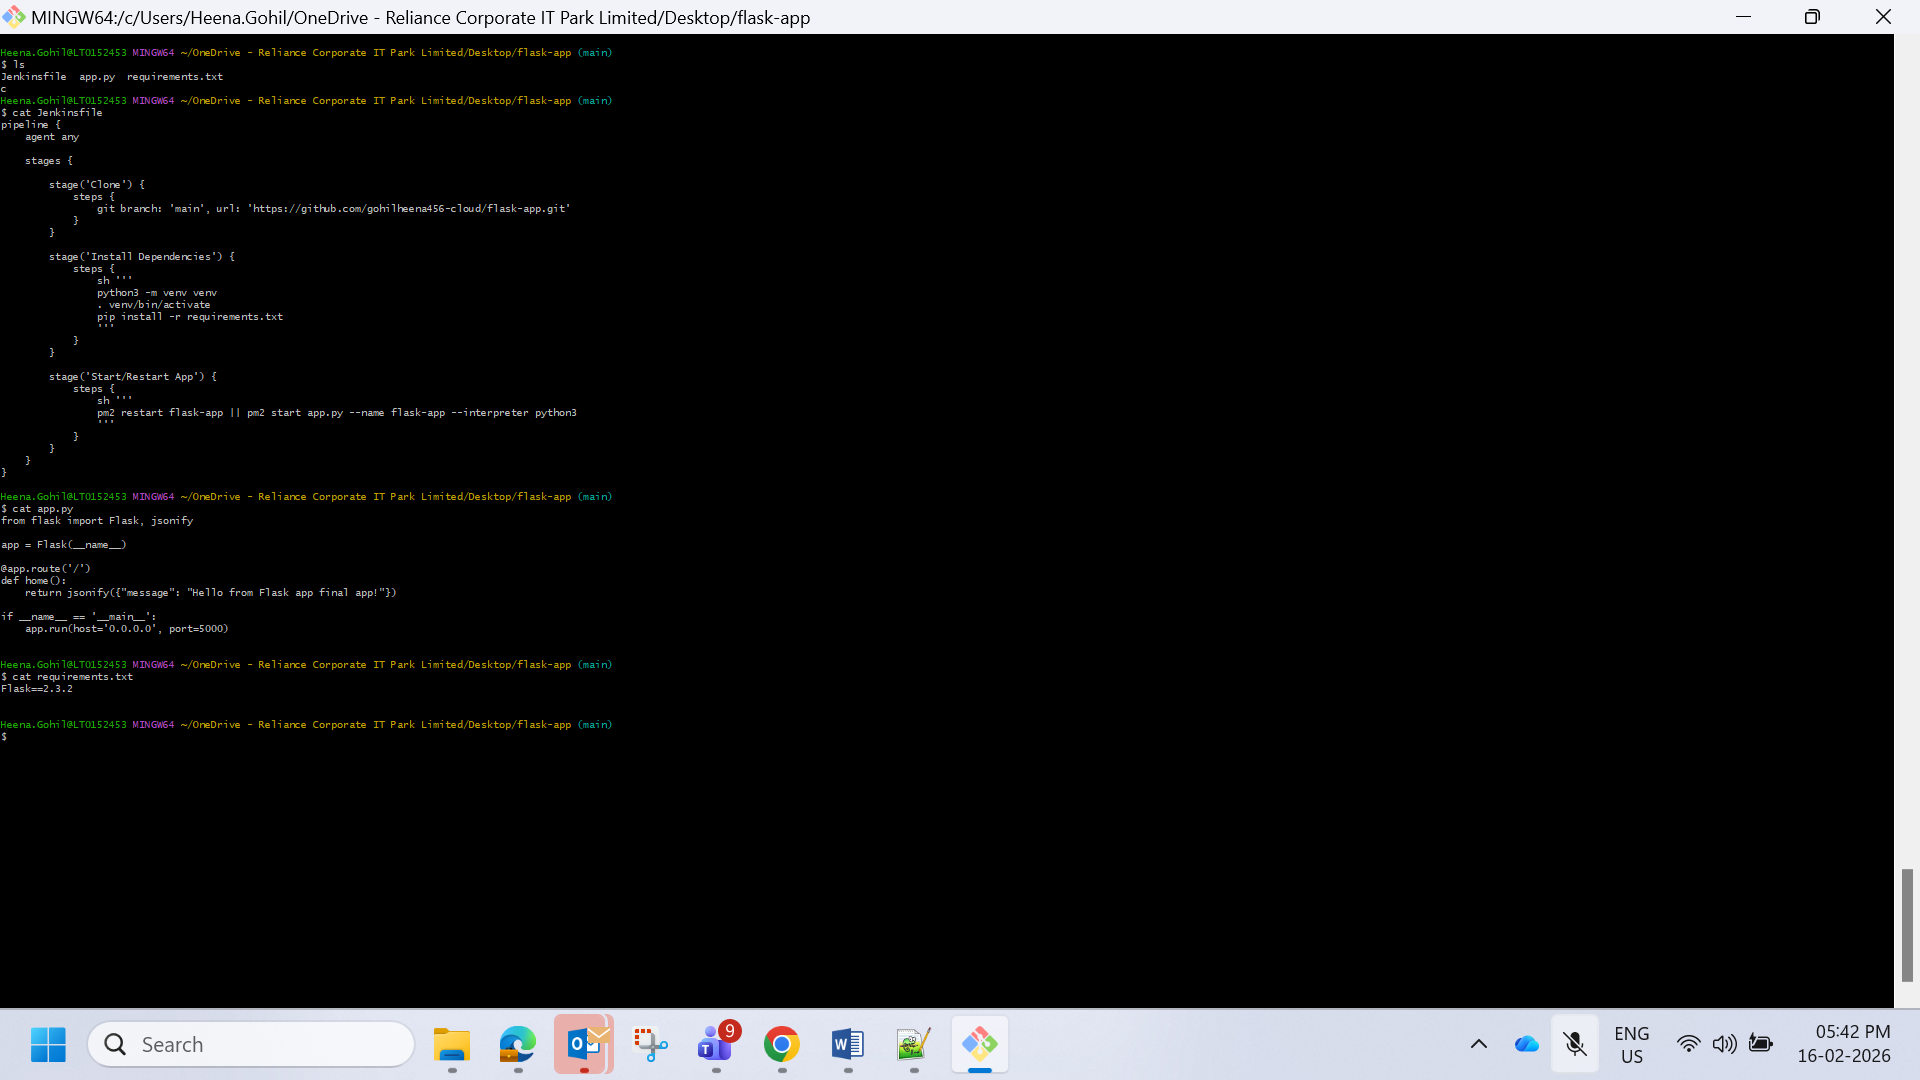 MINGW64:/c/Users/Heena.Gohil/OneDrive - Reliance Corporate IT Park Limited/Desktop/flask-app
Heena.Gohil@LT0152453 MINGW64 ~/OneDrive - Reliance Corporate IT Park Limited/Desktop/flask-app (main)
$ ls
Jenkinsfile  app.py  requirements.txt
c
Heena.Gohil@LT0152453 MINGW64 ~/OneDrive - Reliance Corporate IT Park Limited/Desktop/flask-app (main)
$ cat Jenkinsfile
pipeline {
    agent any
    stages {
        stage('Clone') {
            steps {
                git branch: 'main', url: 'https://github.com/gohilheena456-cloud/flask-app.git'
            }
        }
        stage('Install Dependencies') {
            steps {
                sh '''
                python3 -m venv venv
                . venv/bin/activate
                pip install -r requirements.txt
                '''
            }
        }
        stage('Start/Restart App') {
            steps {
                sh '''
                pm2 restart flask-app || pm2 start app.py --name flask-app --interpreter python3
                '''
            }
        }
    }
}
Heena.Gohil@LT0152453 MINGW64 ~/OneDrive - Reliance Corporate IT Park Limited/Desktop/flask-app (main)
$ cat app.py
from flask import Flask, jsonify
app = Flask(__name__)
@app.route('/')
def home():
    return jsonify({"message": "Hello from Flask app final app!"})
if __name__ == '__main__':
    app.run(host='0.0.0.0', port=5000)
Heena.Gohil@LT0152453 MINGW64 ~/OneDrive - Reliance Corporate IT Park Limited/Desktop/flask-app (main)
$ cat requirements.txt
Flask==2.3.2
Heena.Gohil@LT0152453 MINGW64 ~/OneDrive - Reliance Corporate IT Park Limited/Desktop/flask-app (main)
$
Search
9
ENG
US
05:42 PM
16-02-2026